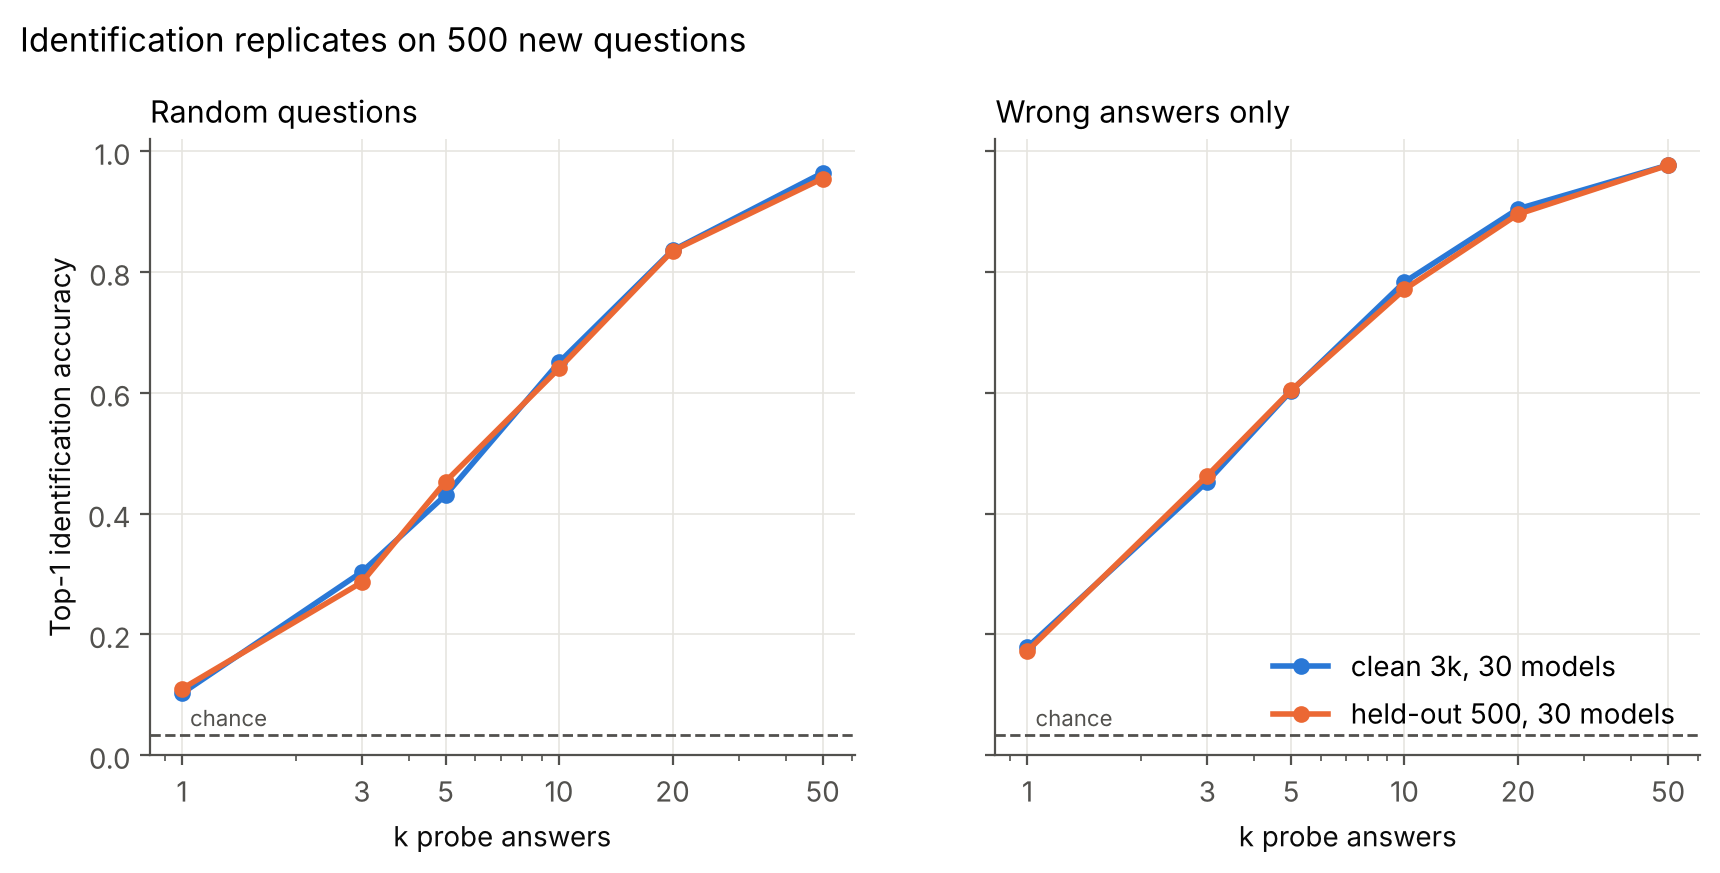 Identification replicates on 500 new questions
Random questions
Wrong answers only
Top-1 identification accuracy
1.0
0.8
0.6
0.4
0.2
0.0
chance
1 3 5 10 20 50
k probe answers
chance
clean 3k, 30 models
held-out 500, 30 models
1 3 5 10 20 50
k probe answers